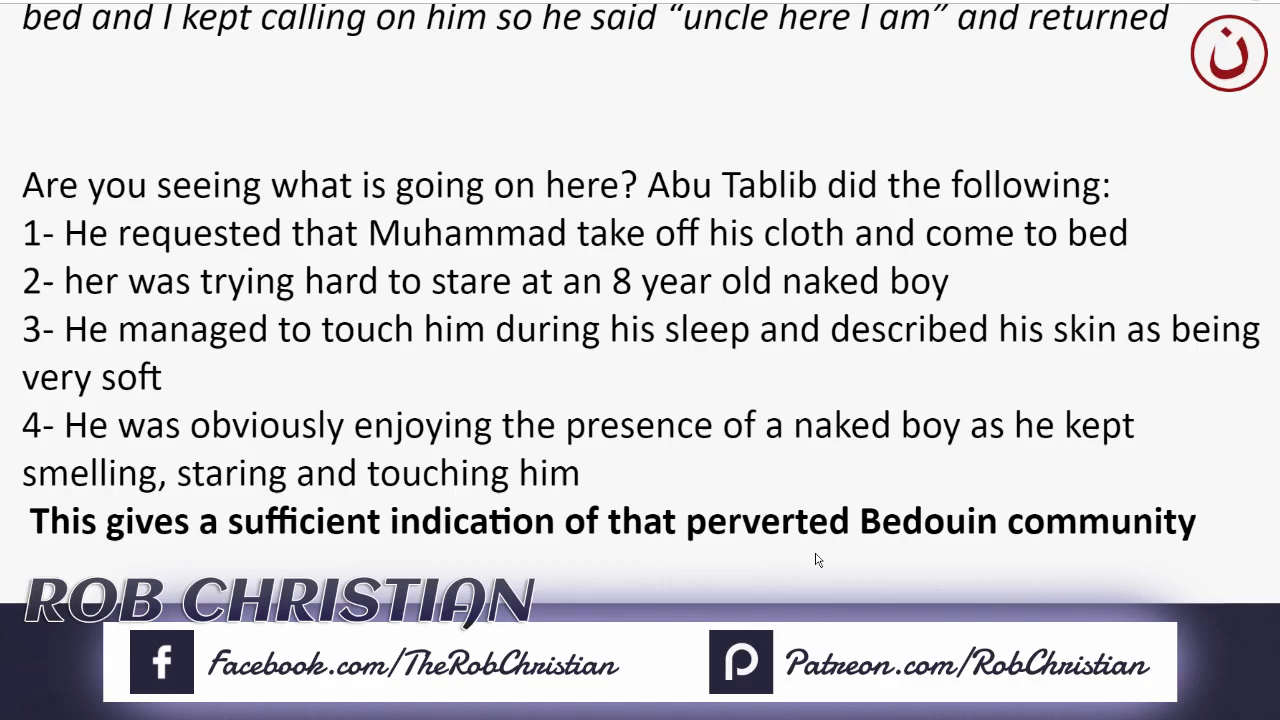 bed and I kept calling on him so he said “uncle here I am” and returned
ن
Are you seeing what is going on here? Abu Tablib did the following:
1- He requested that Muhammad take off his cloth and come to bed
2- her was trying hard to stare at an 8 year old naked boy
3- He managed to touch him during his sleep and described his skin as being
very soft
4- He was obviously enjoying the presence of a naked boy as he kept
smelling, staring and touching him
This gives a sufficient indication of that perverted Bedouin community
ROB CHRISTIAN
Facebook.com/TheRobChristian
Patreon.com/RobChristian